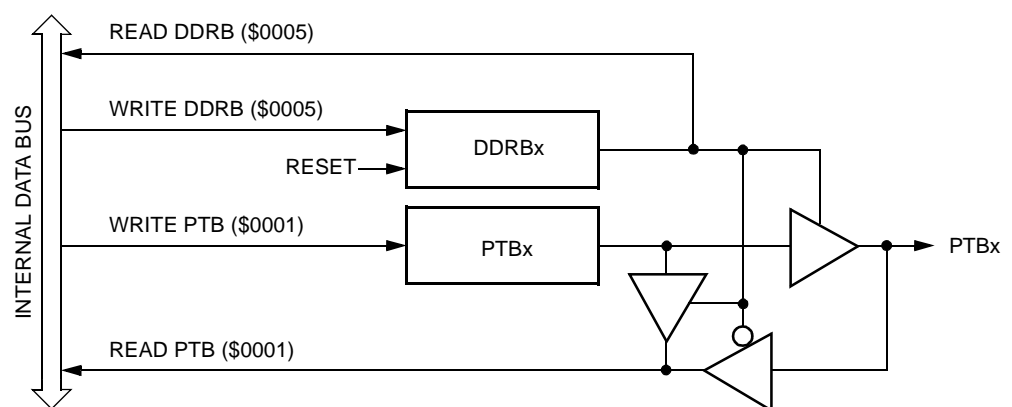 READ DDRB ($0005)
WRITE DDRB ($0005)
DDRBx
RESET
WRITE PTB ($0001)
PTBx
PTBx
READ PTB ($0001)
INTERNAL DATA BUS